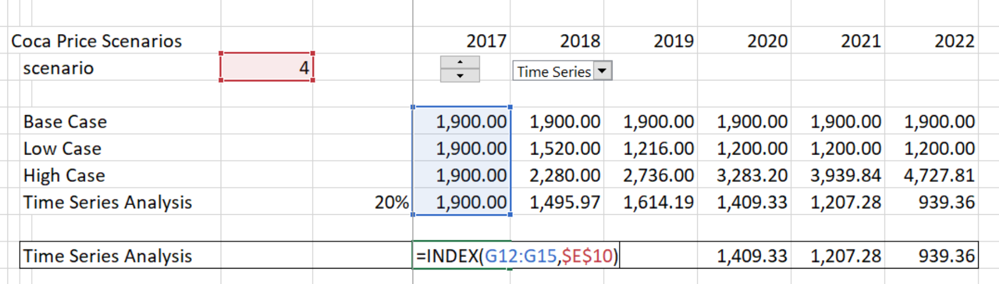 Coca Price Scenarios 2017 2018 2019 2020 2021 2022
scenario 4 Time Series
Base Case 1,900.00 1,900.00 1,900.00 1,900.00 1,900.00 1,900.00
Low Case 1,900.00 1,520.00 1,216.00 1,200.00 1,200.00 1,200.00
High Case 1,900.00 2,280.00 2,736.00 3,283.20 3,939.84 4,727.81
Time Series Analysis 20% 1,900.00 1,495.97 1,614.19 1,409.33 1,207.28 939.36
Time Series Analysis =INDEX(G12:G15,$E$10) 1,409.33 1,207.28 939.36